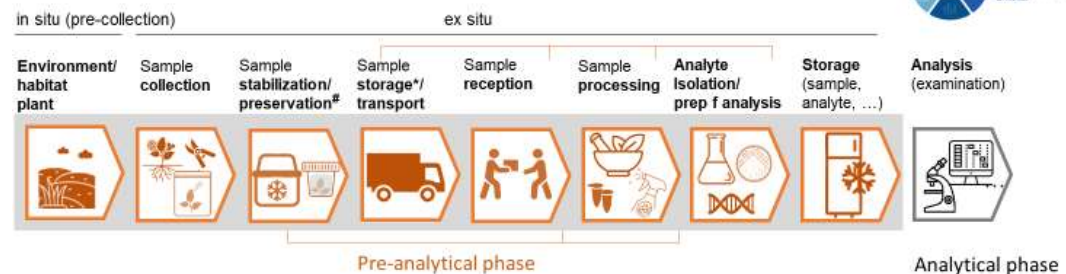 in situ (pre-collection)
ex situ
Environment/
habitat
plant
Sample
collection
Sample
stabilization/
preservation#
Sample
storage*/
transport
Sample
reception
Sample
processing
Analyte
Isolation/
prep f analysis
Storage
(sample,
analyte, …)
Analysis
(examination)
Pre-analytical phase
Analytical phase